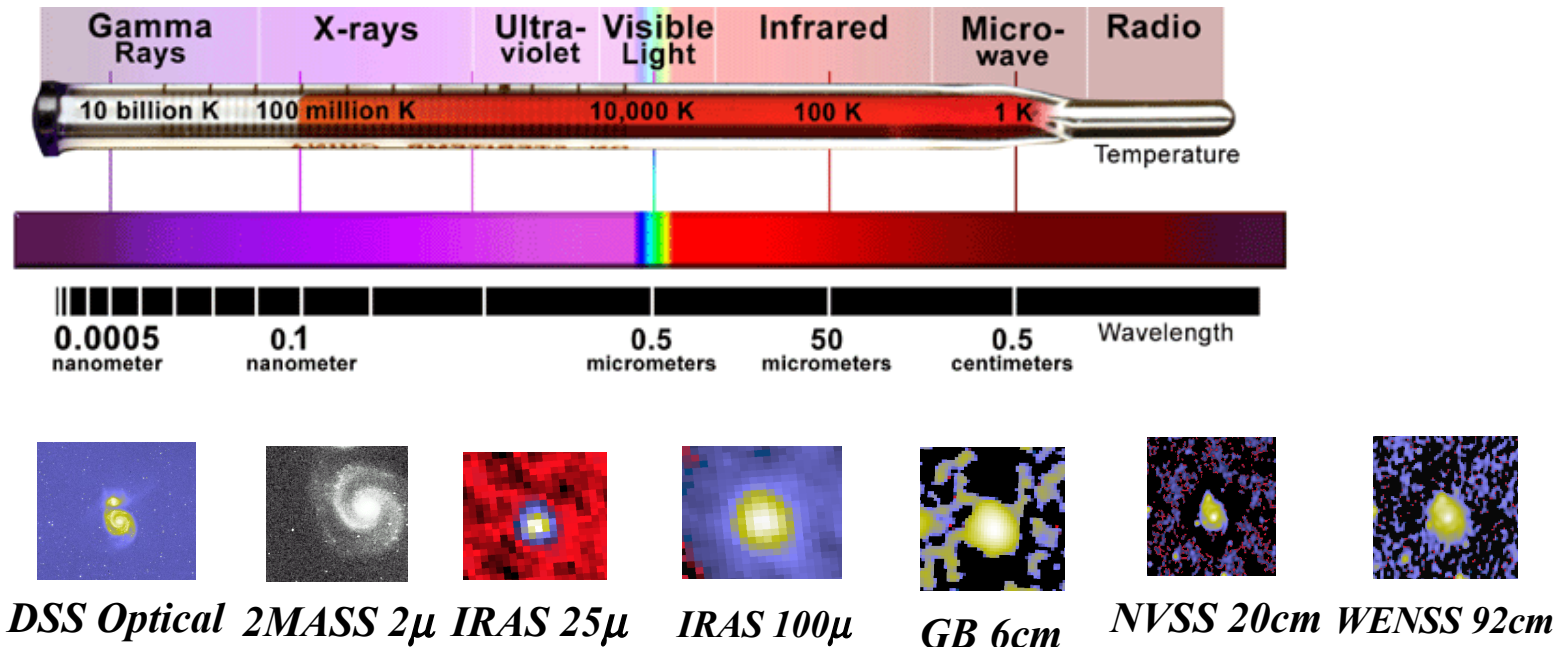 Gamma Rays
X-rays
Ultra-violet
Visible Light
Infrared
Micro-wave
Radio
10 billion K
100 million K
10,000 K
100 K
1 K
Temperature
0.0005 nanometer
0.1 nanometer
0.5 micrometers
50 micrometers
0.5 centimeters
Wavelength
DSS Optical
2MASS 2μ
IRAS 25μ
IRAS 100μ
GB 6cm
NVSS 20cm
WENSS 92cm